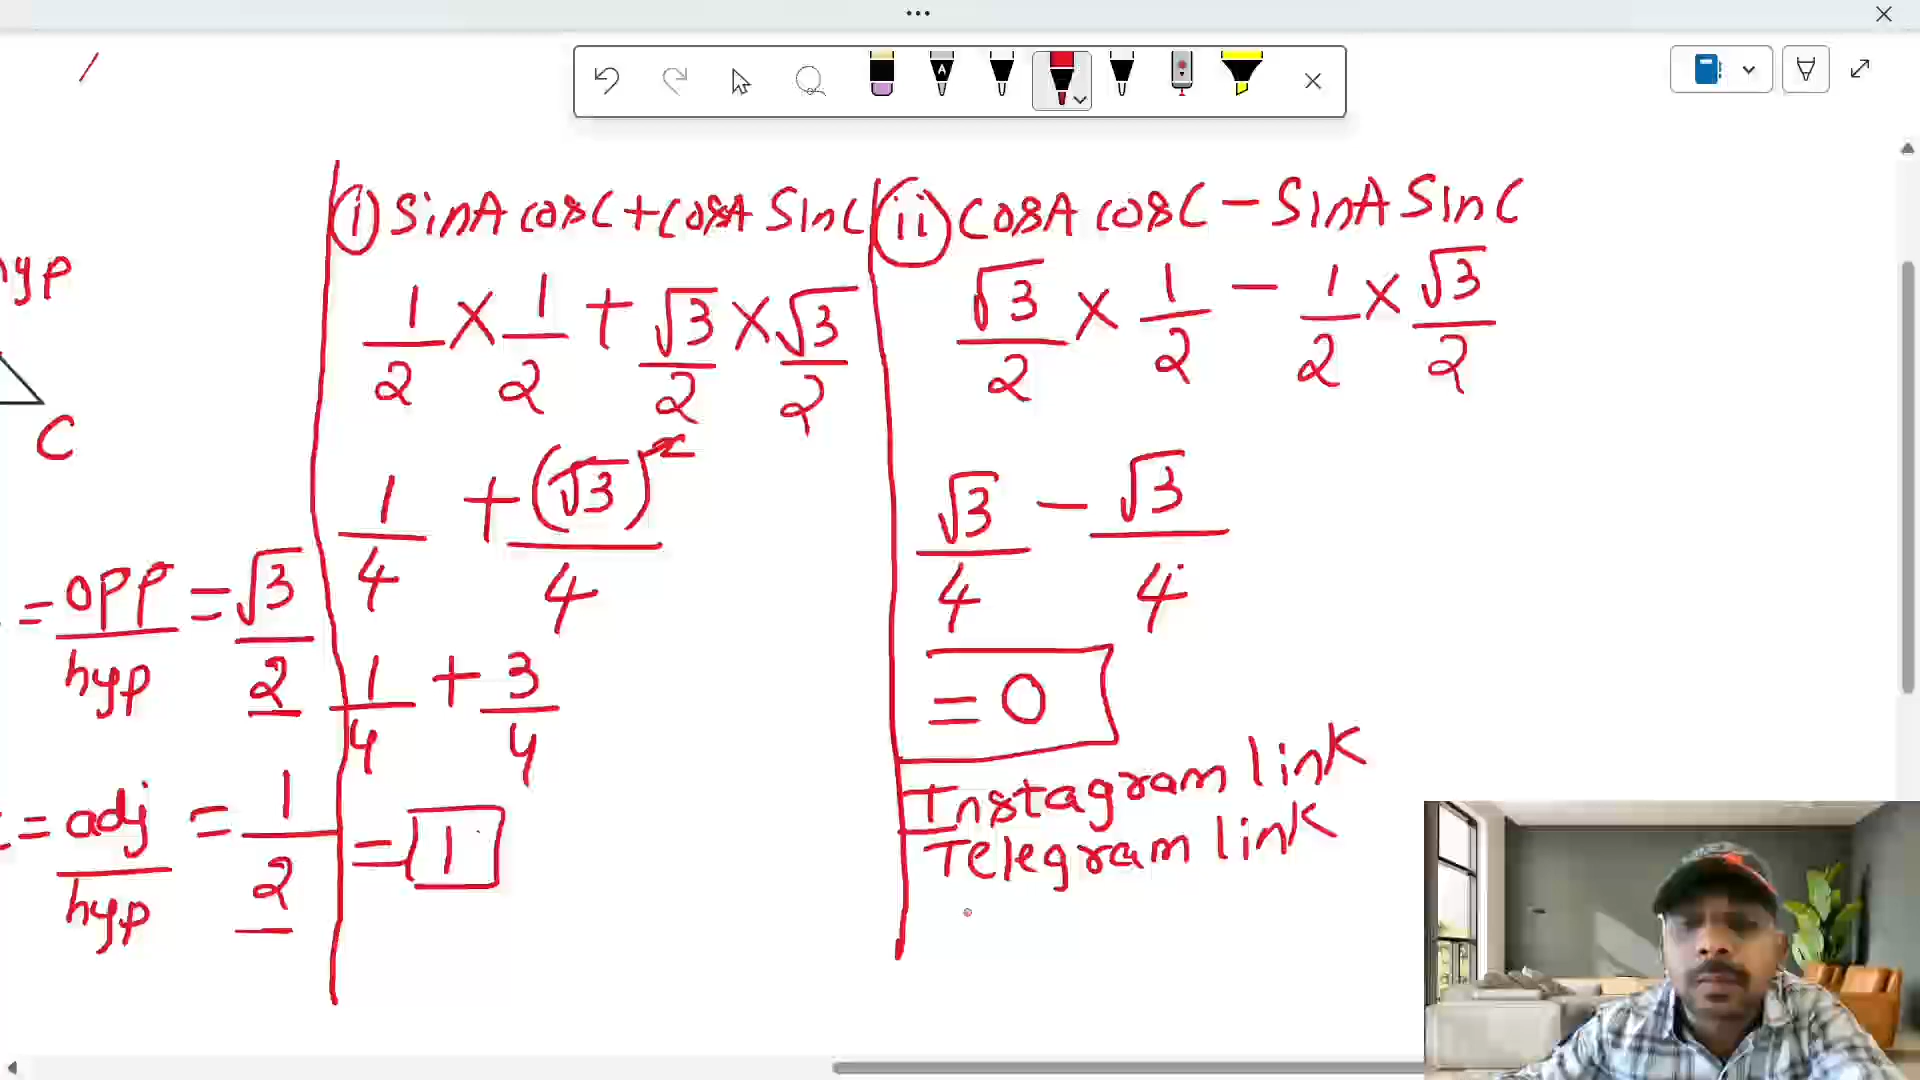 hyp
C
= opp/hyp = √3/2
= adj/hyp = 1/2
(i) SinA cosC + cosA SinC
1/2 × 1/2 + √3/2 × √3/2
1/4 + (√3)²/4
1/4 + 3/4
= 1
(ii) cosA cosC − SinA SinC
√3/2 × 1/2 − 1/2 × √3/2
√3/4 − √3/4
= 0
Instagram link
Telegram link